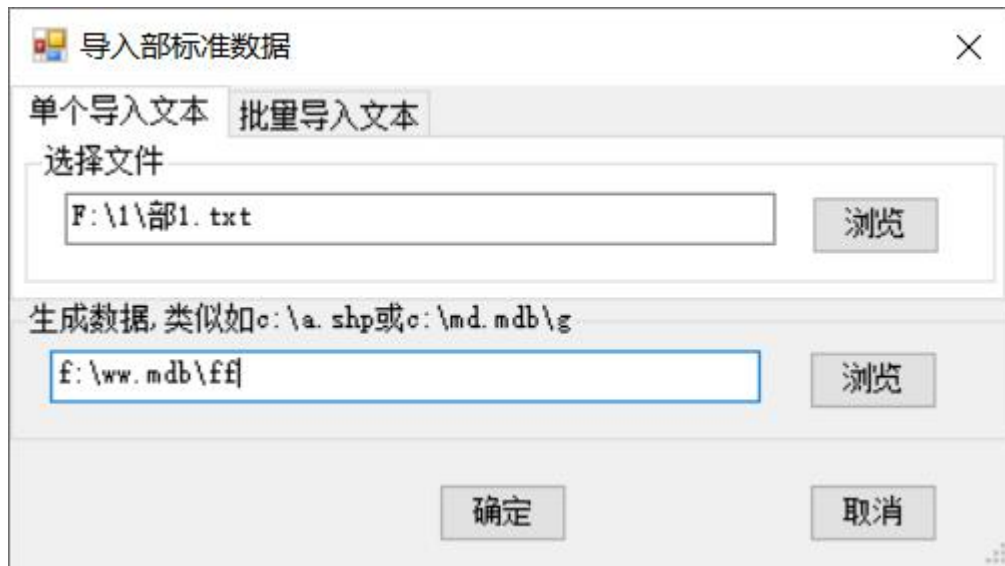 导入部标准数据
单个导入文本 批量导入文本
选择文件
F:\1\部1.txt 浏览
生成数据,类似如c:\a.shp或c:\md.mdb\g
f:\ww.mdb\ff 浏览
确定 取消